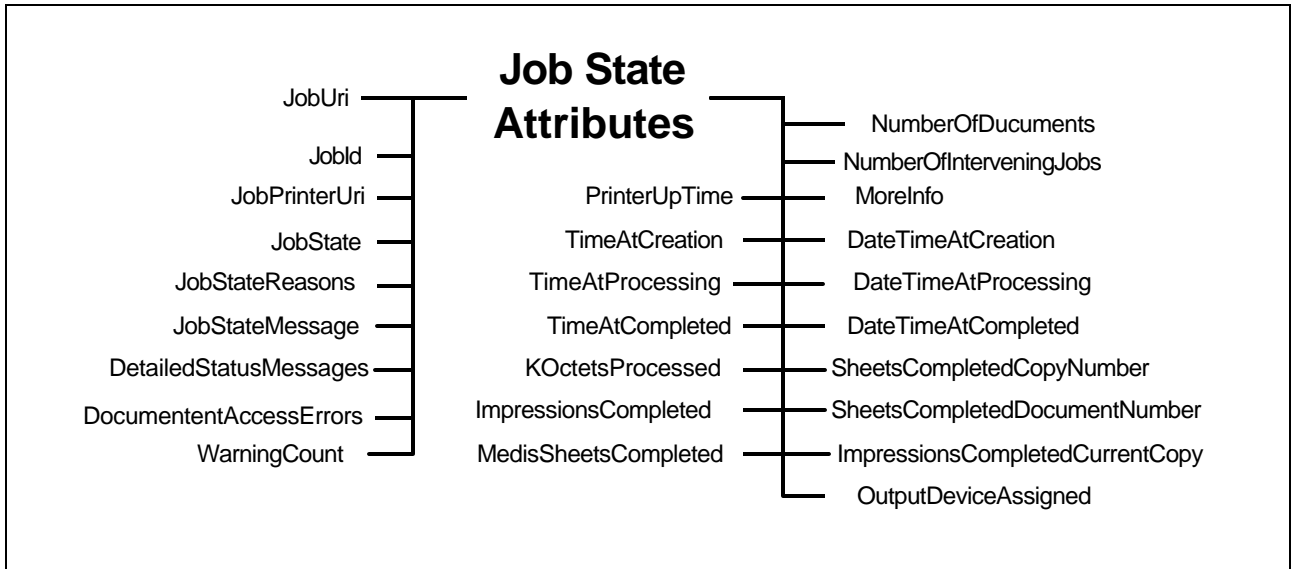 Job State
Attributes
JobUri
JobId
JobPrinterUri
JobState
JobStateReasons
JobStateMessage
DetailedStatusMessages
DocumententAccessErrors
WarningCount
PrinterUpTime
TimeAtCreation
TimeAtProcessing
TimeAtCompleted
KOctetsProcessed
ImpressionsCompleted
MedisSheetsCompleted
NumberOfDucuments
NumberOfInterveningJobs
MoreInfo
DateTimeAtCreation
DateTimeAtProcessing
DateTimeAtCompleted
SheetsCompletedCopyNumber
SheetsCompletedDocumentNumber
ImpressionsCompletedCurrentCopy
OutputDeviceAssigned